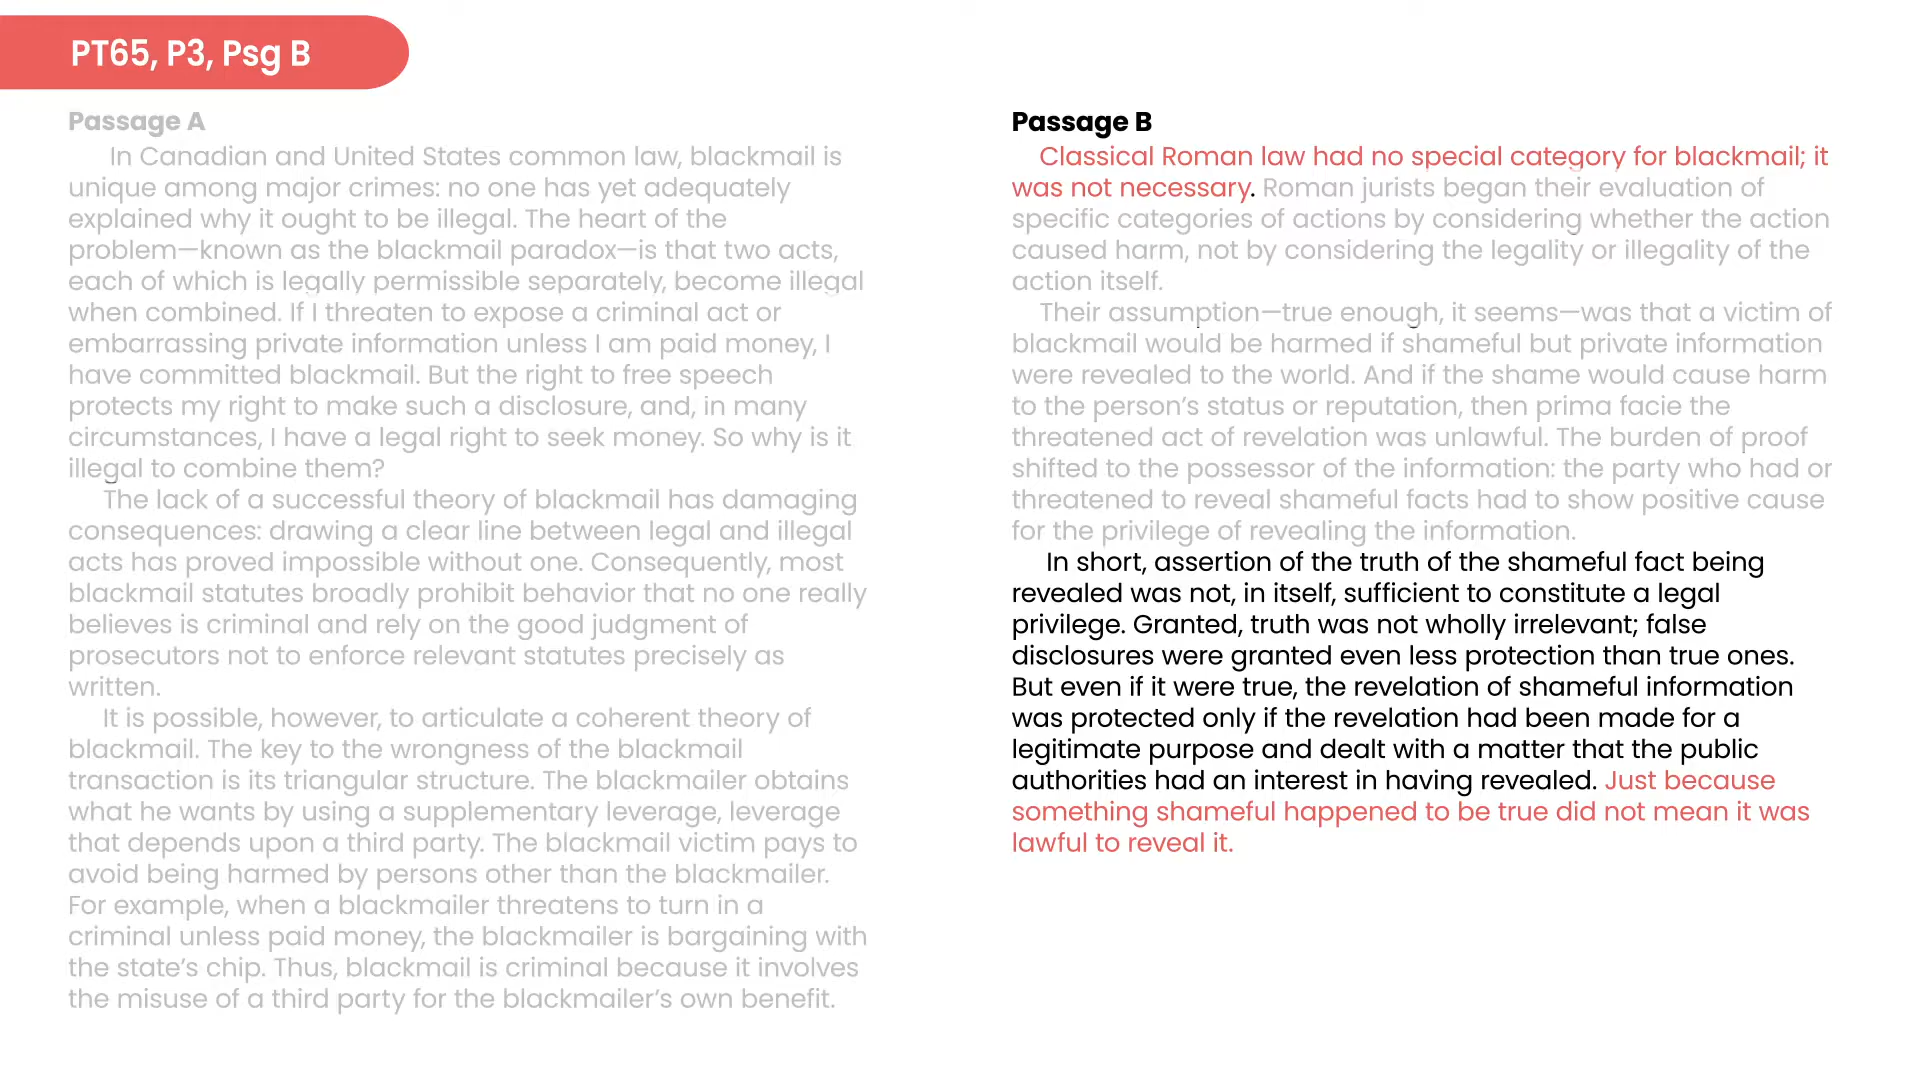 PT65, P3, Psg B
Passage A
In Canadian and United States common law, blackmail is
unique among major crimes: no one has yet adequately
explained why it ought to be illegal. The heart of the
problem—known as the blackmail paradox—is that two acts,
each of which is legally permissible separately, become illegal
when combined. If I threaten to expose a criminal act or
embarrassing private information unless I am paid money, I
have committed blackmail. But the right to free speech
protects my right to make such a disclosure, and, in many
circumstances, I have a legal right to seek money. So why is it
illegal to combine them?
The lack of a successful theory of blackmail has damaging
consequences: drawing a clear line between legal and illegal
acts has proved impossible without one. Consequently, most
blackmail statutes broadly prohibit behavior that no one really
believes is criminal and rely on the good judgment of
prosecutors not to enforce relevant statutes precisely as
written.
It is possible, however, to articulate a coherent theory of
blackmail. The key to the wrongness of the blackmail
transaction is its triangular structure. The blackmailer obtains
what he wants by using a supplementary leverage, leverage
that depends upon a third party. The blackmail victim pays to
avoid being harmed by persons other than the blackmailer.
For example, when a blackmailer threatens to turn in a
criminal unless paid money, the blackmailer is bargaining with
the state's chip. Thus, blackmail is criminal because it involves
the misuse of a third party for the blackmailer's own benefit.
Passage B
Classical Roman law had no special category for blackmail; it
was not necessary. Roman jurists began their evaluation of
specific categories of actions by considering whether the action
caused harm, not by considering the legality or illegality of the
action itself.
Their assumption—true enough, it seems—was that a victim of
blackmail would be harmed if shameful but private information
were revealed to the world. And if the shame would cause harm
to the person's status or reputation, then prima facie the
threatened act of revelation was unlawful. The burden of proof
shifted to the possessor of the information: the party who had or
threatened to reveal shameful facts had to show positive cause
for the privilege of revealing the information.
In short, assertion of the truth of the shameful fact being
revealed was not, in itself, sufficient to constitute a legal
privilege. Granted, truth was not wholly irrelevant; false
disclosures were granted even less protection than true ones.
But even if it were true, the revelation of shameful information
was protected only if the revelation had been made for a
legitimate purpose and dealt with a matter that the public
authorities had an interest in having revealed. Just because
something shameful happened to be true did not mean it was
lawful to reveal it.